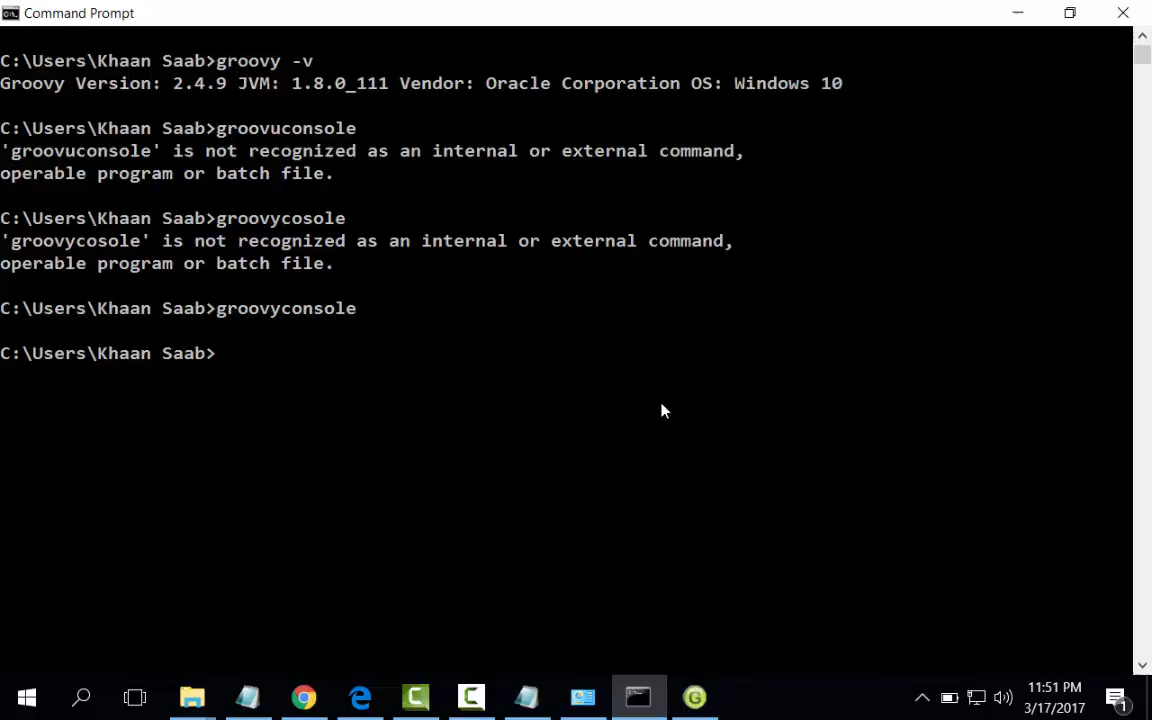 Command Prompt
C:\Users\Khaan Saab>groovy -v
Groovy Version: 2.4.9 JVM: 1.8.0_111 Vendor: Oracle Corporation OS: Windows 10
C:\Users\Khaan Saab>groovuconsole
'groovuconsole' is not recognized as an internal or external command,
operable program or batch file.
C:\Users\Khaan Saab>groovycosole
'groovycosole' is not recognized as an internal or external command,
operable program or batch file.
C:\Users\Khaan Saab>groovyconsole
C:\Users\Khaan Saab>
11:51 PM
3/17/2017
1